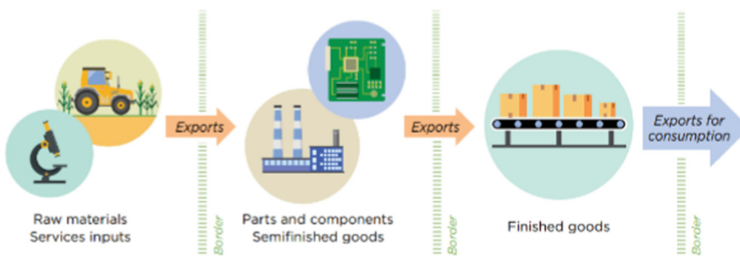 Exports
Exports
Exports for
consumption
Raw materials
Services inputs
Border
Parts and components
Semifinished goods
Border
Finished goods
Border